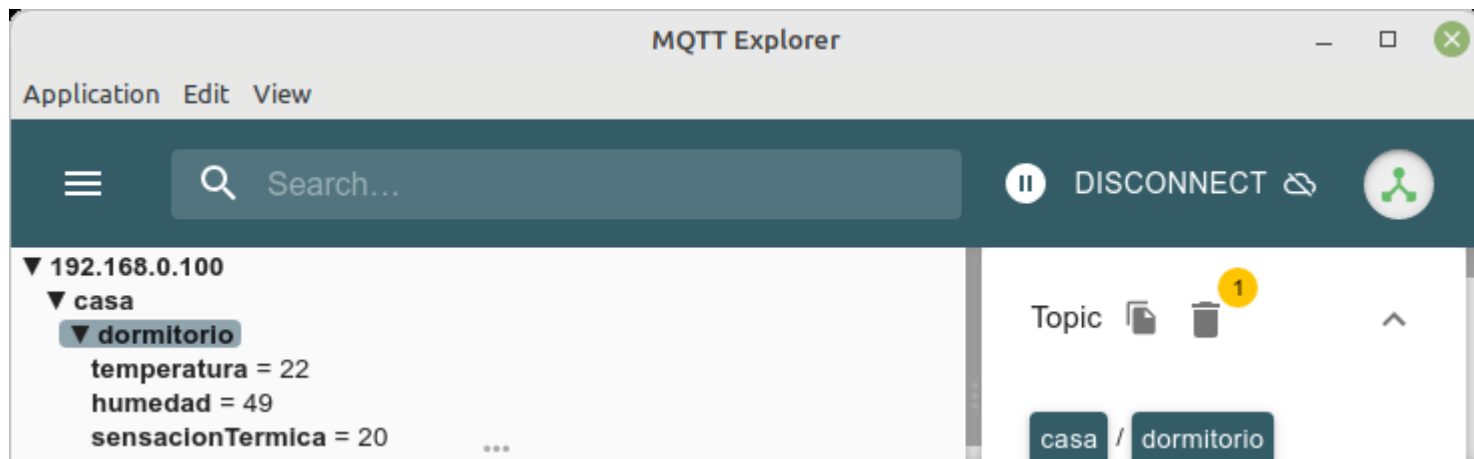 MQTT Explorer
Application Edit View
Search...
DISCONNECT
▼ 192.168.0.100
▼ casa
▼ dormitorio
temperatura = 22
humedad = 49
sensacionTermica = 20
Topic
1
casa / dormitorio